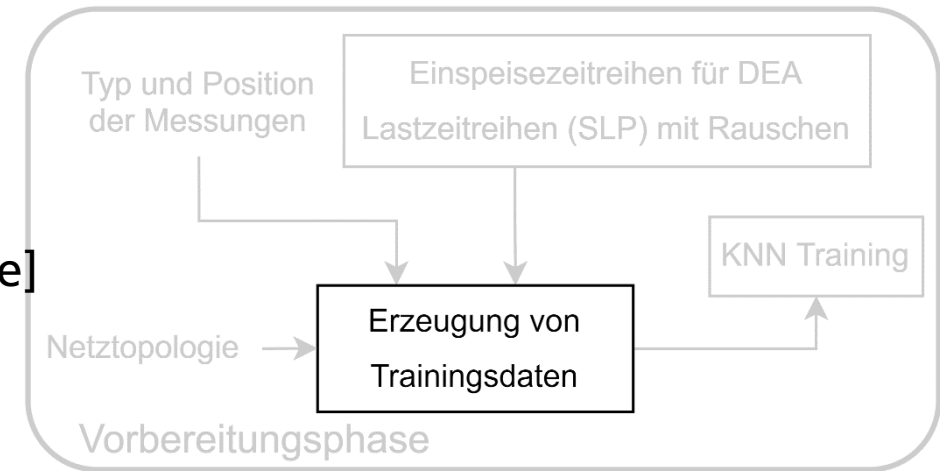 Typ und Position
der Messungen
Einspeisezeitreihen für DEA
Lastzeitreihen (SLP) mit Rauschen
KNN Training
e]
Erzeugung von
Trainingsdaten
Netztopologie
Vorbereitungsphase